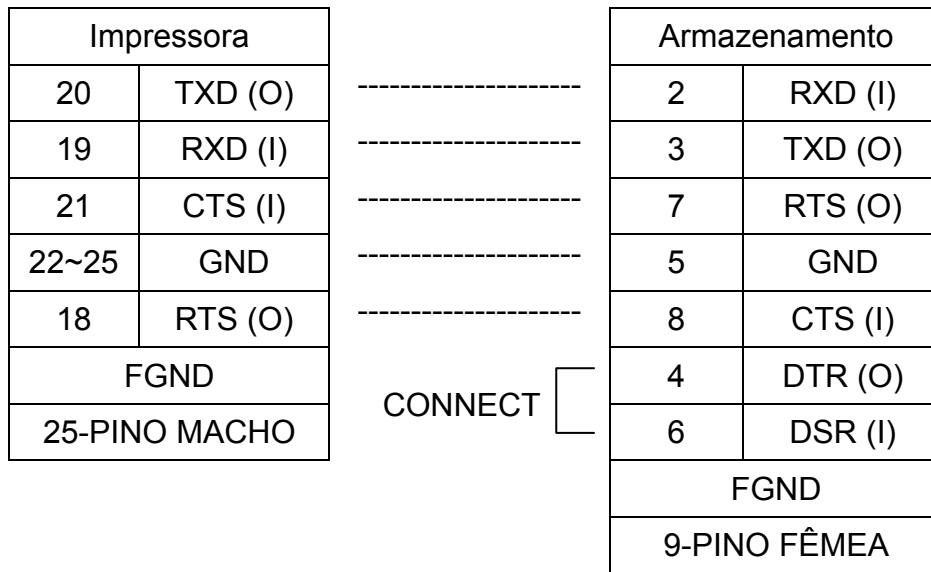 Impressora Armazenamento
20 TXD (O) --------------------- 2 RXD (I)
19 RXD (I) --------------------- 3 TXD (O)
21 CTS (I) --------------------- 7 RTS (O)
22~25 GND --------------------- 5 GND
18 RTS (O) --------------------- 8 CTS (I)
FGND 4 DTR (O)
CONNECT
25-PINO MACHO 6 DSR (I)
FGND
9-PINO FÊMEA